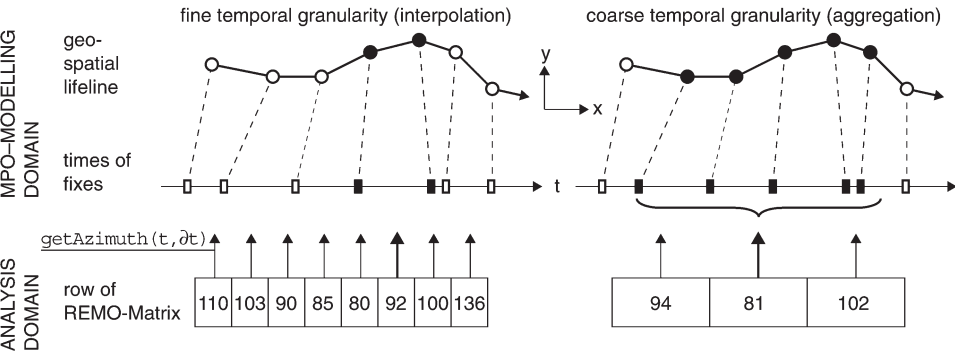 fine temporal granularity (interpolation)
coarse temporal granularity (aggregation)
MPO–MODELLING
DOMAIN
geo-
spatial
lifeline
y
x
times of
fixes
t
ANALYSIS
DOMAIN
getAzimuth(t,∂t)
row of
REMO-Matrix
110 103 90 85 80 92 100 136
94 81 102